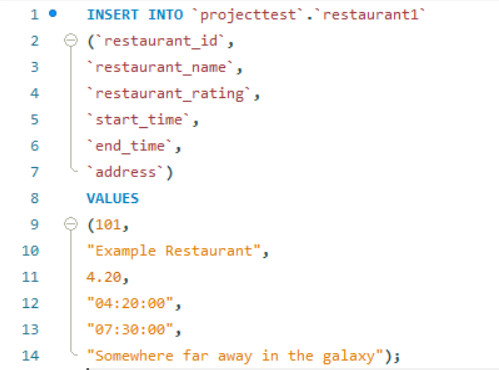 1 INSERT INTO `projecttest`.`restaurant1`
2 (`restaurant_id`,
3 `restaurant_name`,
4 `restaurant_rating`,
5 `start_time`,
6 `end_time`,
7 `address`)
8 VALUES
9 (101,
10 "Example Restaurant",
11 4.20,
12 "04:20:00",
13 "07:30:00",
14 "Somewhere far away in the galaxy");